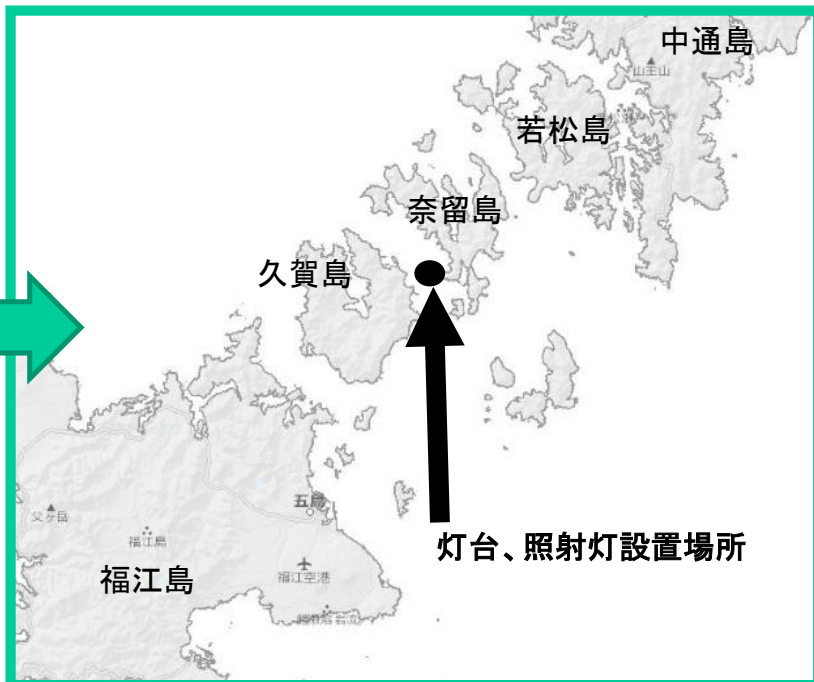 中通島
山王山
若松島
奈留島
久賀島
五島
父ヶ岳
福江島
福江空港
福江島
灯台、照射灯設置場所